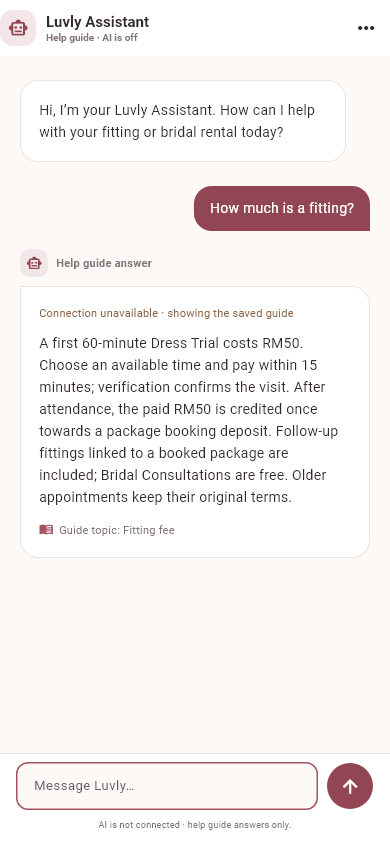 Luvly Assistant
Help guide · AI is off
Hi, I’m your Luvly Assistant. How can I help
with your fitting or bridal rental today?
How much is a fitting?
Help guide answer
Connection unavailable · showing the saved guide
A first 60-minute Dress Trial costs RM50.
Choose an available time and pay within 15
minutes; verification confirms the visit. After
attendance, the paid RM50 is credited once
towards a package booking deposit. Follow-up
fittings linked to a booked package are
included; Bridal Consultations are free. Older
appointments keep their original terms.
Guide topic: Fitting fee
Message Luvly…
AI is not connected · help guide answers only.